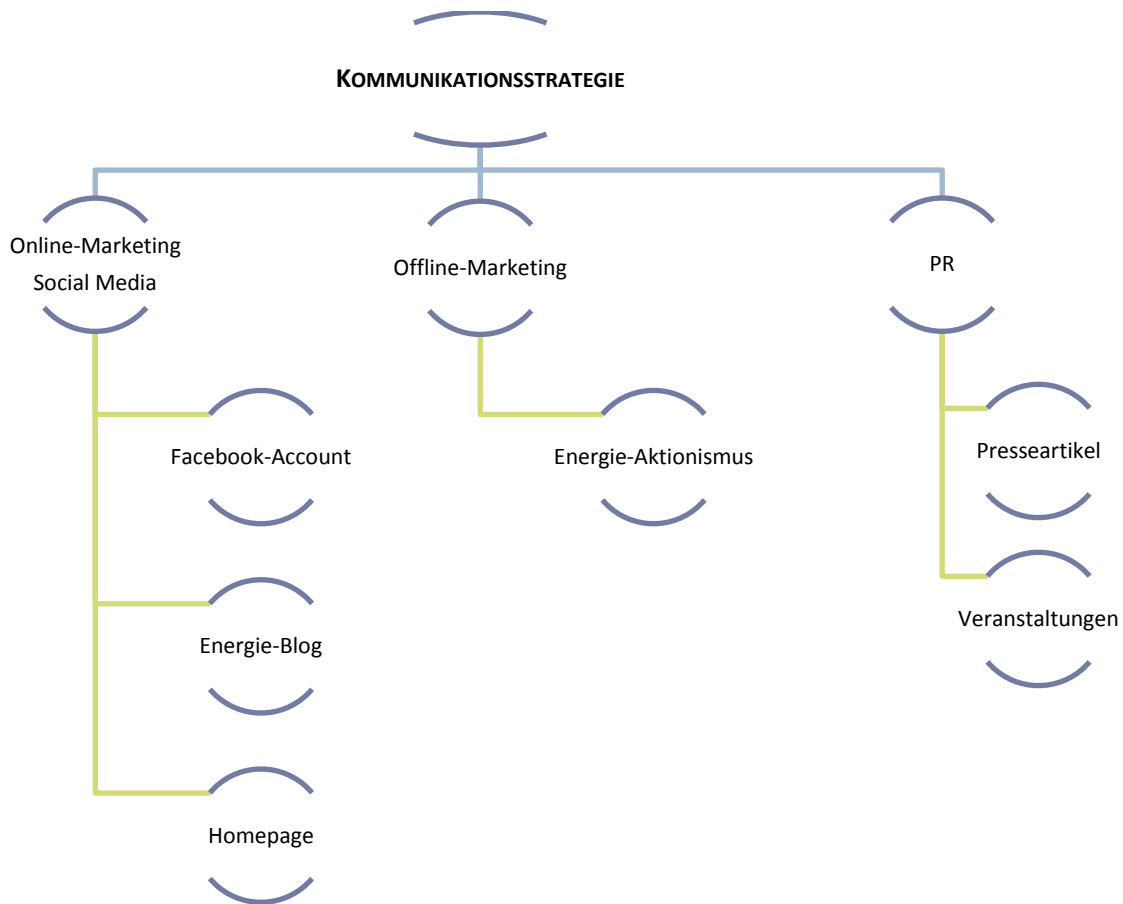 KOMMUNIKATIONSSTRATEGIE
Online-Marketing
Social Media
Offline-Marketing
PR
Facebook-Account
Energie-Aktionismus
Presseartikel
Energie-Blog
Veranstaltungen
Homepage